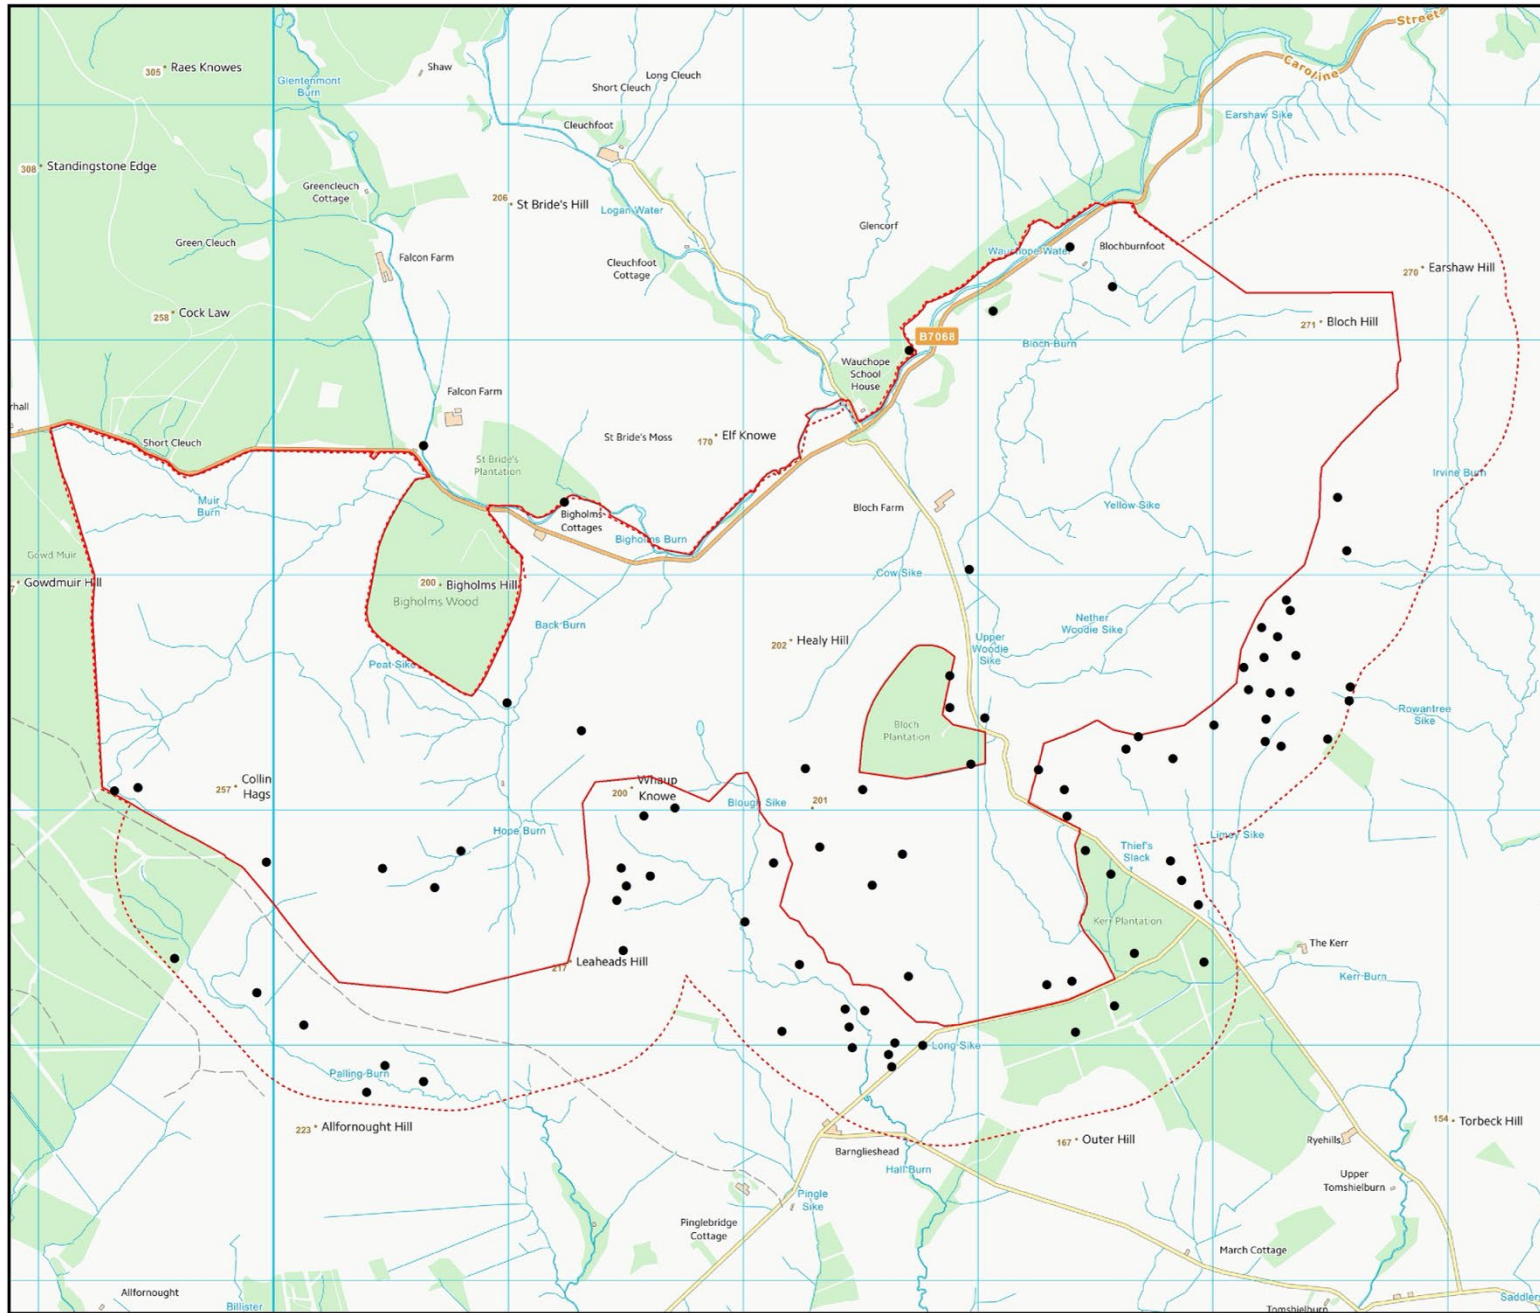 Street
Caroline
305 Raes Knowes
Shaw
Long Cleuch
Short Cleuch
Glentenmont
Burn
Earshaw Sike
Cleuchfoot
308 Standingstone Edge
Greencleuch
Cottage
206 St Bride's Hill
Logan Water
Glencorf
Green Cleuch
Falcon Farm
Cleuchfoot
Cottage
Wauchope Water
Blochburnfoot
270 Earshaw Hill
258 Cock Law
271 Bloch Hill
B7068
Bloch Burn
Wauchope
School
House
Falcon Farm
rhall
Short Cleuch
St Bride's Moss
170 Elf Knowe
St Bride's
Plantation
Irvine Burn
Muir
Burn
Bigholms
Cottages
Bloch Farm
Yellow Sike
Bigholms Burn
Gowd Muir
7 Gowdmuir Hill
200 Bigholms Hill
Bigholms Wood
Cow Sike
Back Burn
Nether
Woodie Sike
202 Healy Hill
Upper
Woodie
Sike
Peat Sike
Rowantree
Sike
Bloch
Plantation
257 Collin
Hags
200 Whaup
Knowe
Blough Sike
201
Hope Burn
Limey Sike
Thief's
Slack
Kerr Plantation
The Kerr
217 Leaheads Hill
Kerr Burn
Long Sike
Palling Burn
223 Allfornought Hill
154 Torbeck Hill
167 Outer Hill
Ryehills
Barnglieshead
Hall Burn
Upper
Tomshielburn
Pingle
Sike
Pinglebridge
Cottage
March Cottage
Allfornought
Billister
Tomshielburn
Saddler